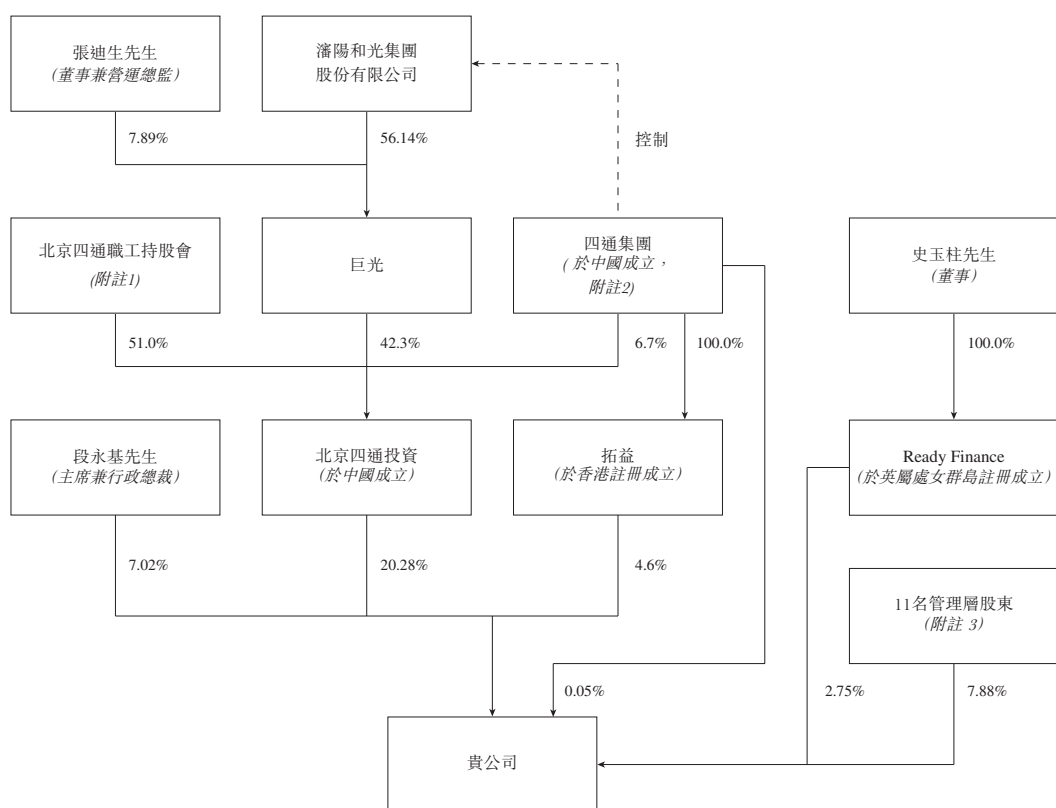 張迪生先生
(董事兼營運總監)
瀋陽和光集團
股份有限公司
7.89%
56.14%
控制
北京四通職工持股會
(附註1)
巨光
四通集團
(於中國成立，
附註2)
史玉柱先生
(董事)
51.0%
42.3%
6.7%
100.0%
100.0%
段永基先生
(主席兼行政總裁)
北京四通投資
(於中國成立)
拓益
(於香港註冊成立)
Ready Finance
(於英屬處女群島註冊成立)
7.02%
20.28%
4.6%
11名管理層股東
(附註 3)
0.05%
2.75%
7.88%
貴公司